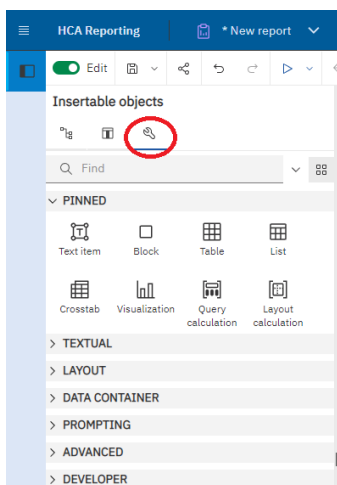 HCA Reporting * New report
Edit
Insertable objects
Find
PINNED
Text item Block Table List
Crosstab Visualization Query calculation Layout calculation
TEXTUAL
LAYOUT
DATA CONTAINER
PROMPTING
ADVANCED
DEVELOPER